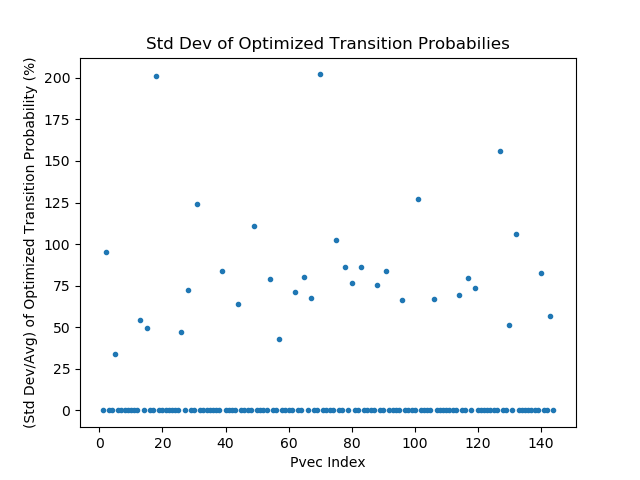 Std Dev of Optimized Transition Probabilies
(Std Dev/Avg) of Optimized Transition Probability (%)
200
175
150
125
100
75
50
25
0
0 20 40 60 80 100 120 140
Pvec Index